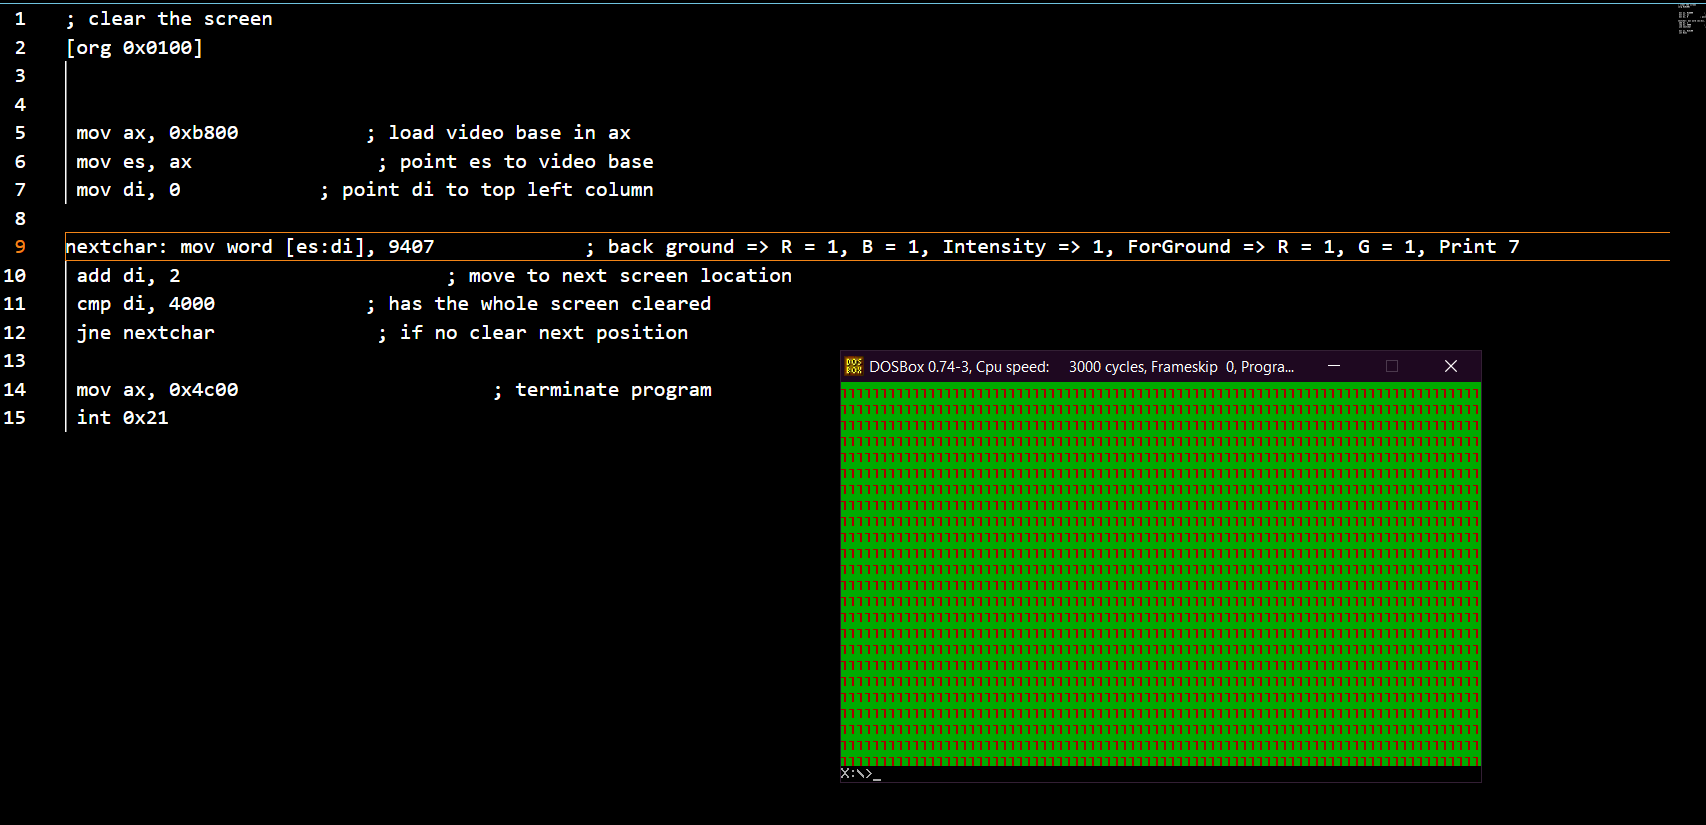 1 ; clear the screen
2 [org 0x0100]
3
4
5 mov ax, 0xb800 ; load video base in ax
6 mov es, ax ; point es to video base
7 mov di, 0 ; point di to top left column
8
9 nextchar: mov word [es:di], 9407 ; back ground => R = 1, B = 1, Intensity => 1, ForGround => R = 1, G = 1, Print 7
10 add di, 2 ; move to next screen location
11 cmp di, 4000 ; has the whole screen cleared
12 jne nextchar ; if no clear next position
13
14 mov ax, 0x4c00 ; terminate program
15 int 0x21
DOSBox 0.74-3, Cpu speed: 3000 cycles, Frameskip 0, Progra...
X:\>_